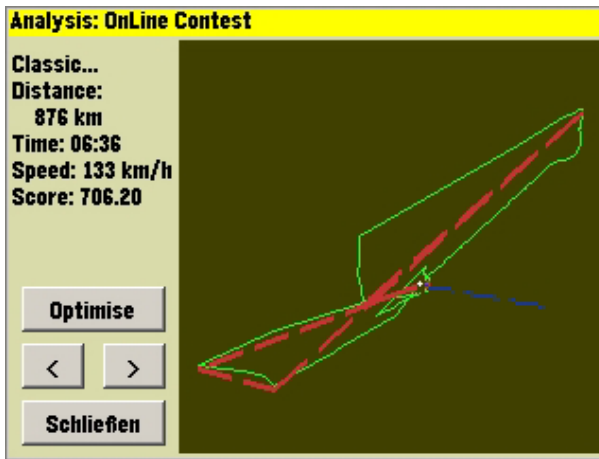 Analysis: OnLine Contest
Classic...
Distance:
876 km
Time: 06:36
Speed: 133 km/h
Score: 706.20
Optimise
< >
Schließen